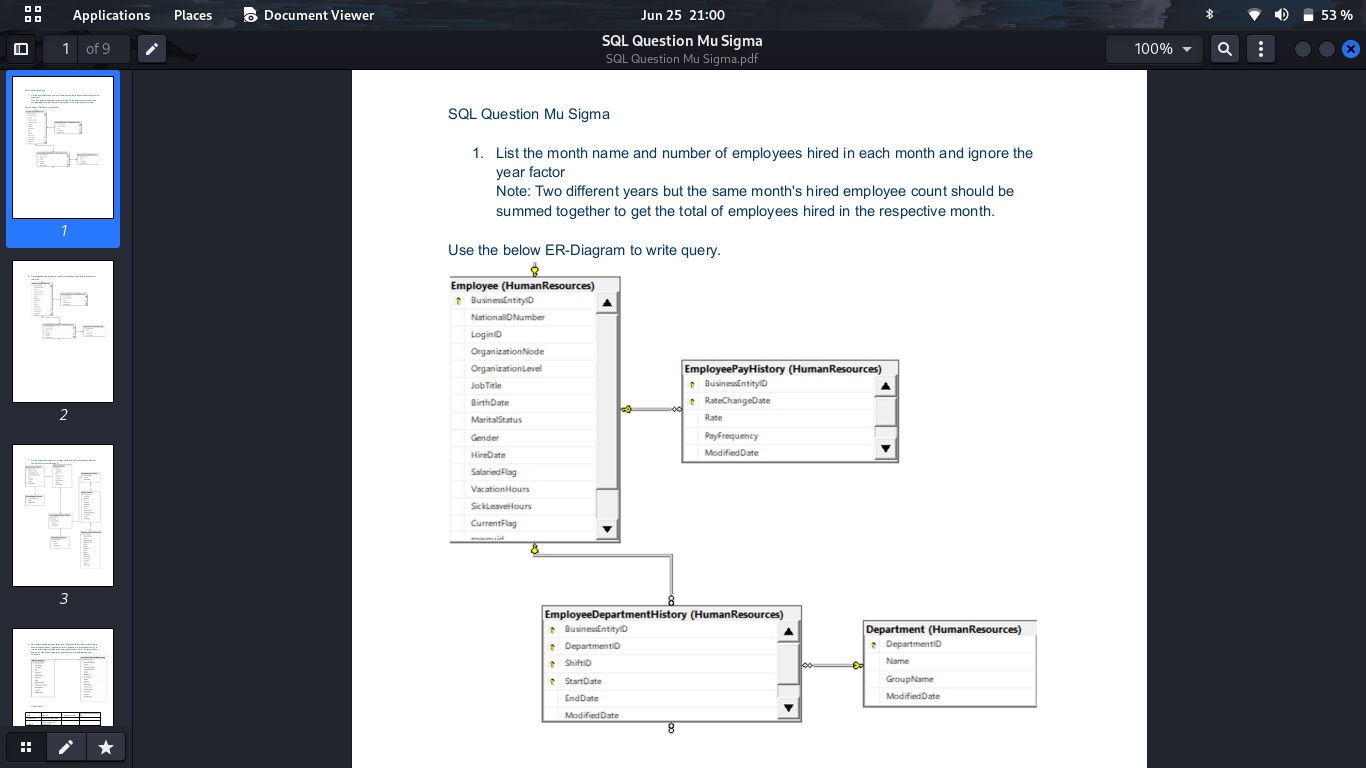 Applications Places Document Viewer Jun 25 21:00 53 %
1 of 9 SQL Question Mu Sigma 100%
SQL Question Mu Sigma.pdf
1
2
3
SQL Question Mu Sigma
1. List the month name and number of employees hired in each month and ignore the
year factor
Note: Two different years but the same month's hired employee count should be
summed together to get the total of employees hired in the respective month.
Use the below ER-Diagram to write query.
Employee (HumanResources)
BusinessEntityID
NationalIDNumber
LoginID
OrganizationNode
OrganizationLevel
JobTitle
BirthDate
MaritalStatus
Gender
HireDate
SalariedFlag
VacationHours
SickLeaveHours
CurrentFlag
EmployeePayHistory (HumanResources)
BusinessEntityID
RateChangeDate
Rate
PayFrequency
ModifiedDate
EmployeeDepartmentHistory (HumanResources)
BusinessEntityID
DepartmentID
ShiftID
StartDate
EndDate
ModifiedDate
Department (HumanResources)
DepartmentID
Name
GroupName
ModifiedDate